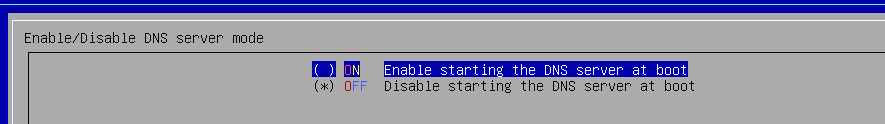 Enable/Disable DNS server mode
( ) ON Enable starting the DNS server at boot
(*) OFF Disable starting the DNS server at boot